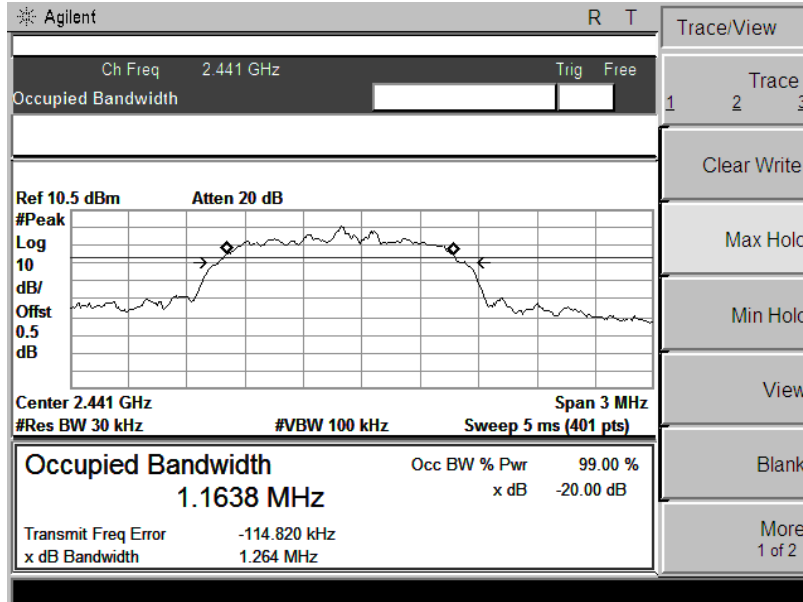 Agilent R T
Ch Freq 2.441 GHz Trig Free
Occupied Bandwidth
Ref 10.5 dBm Atten 20 dB
#Peak
Log
10
dB/
Offst
0.5
dB
Center 2.441 GHz Span 3 MHz
#Res BW 30 kHz #VBW 100 kHz Sweep 5 ms (401 pts)
Occupied Bandwidth Occ BW % Pwr 99.00 %
1.1638 MHz x dB -20.00 dB
Transmit Freq Error -114.820 kHz
x dB Bandwidth 1.264 MHz
Trace/View
Trace
1 2 3
Clear Write
Max Hold
Min Hold
View
Blank
More
1 of 2